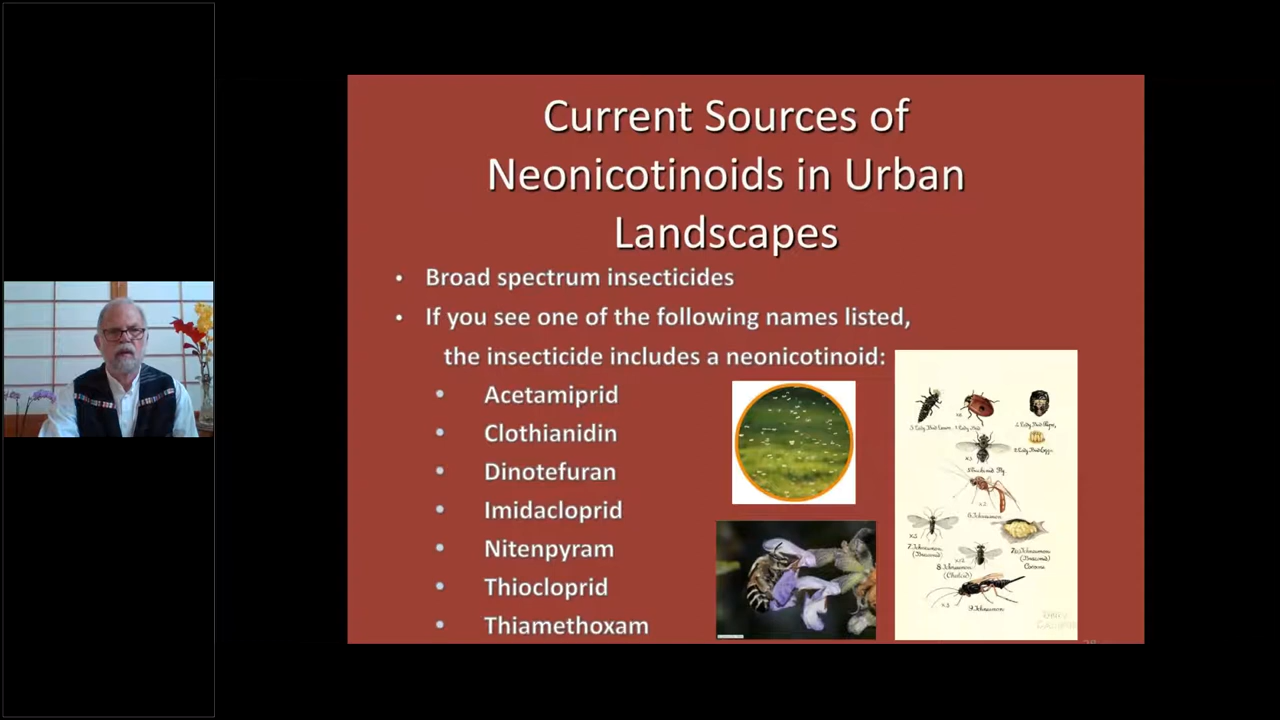 Current Sources of
Neonicotinoids in Urban
Landscapes
• Broad spectrum insecticides
• If you see one of the following names listed,
the insecticide includes a neonicotinoid:
• Acetamiprid
• Clothianidin
• Dinotefuran
• Imidacloprid
• Nitenpyram
• Thiocloprid
• Thiamethoxam